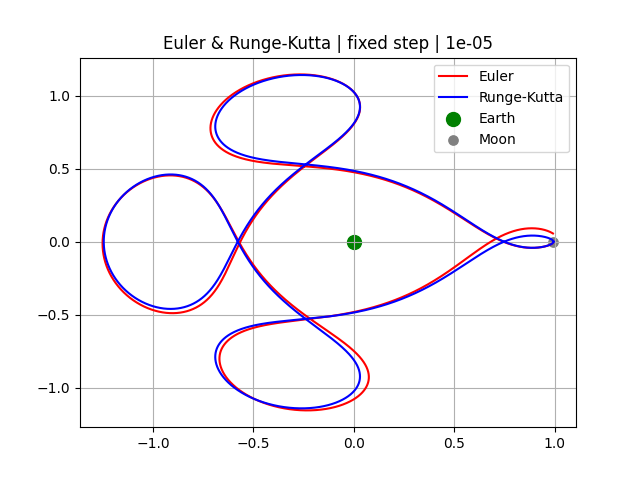 Euler & Runge-Kutta | fixed step | 1e-05
Euler
Runge-Kutta
Earth
Moon
1.0
0.5
0.0
−0.5
−1.0
−1.0 −0.5 0.0 0.5 1.0